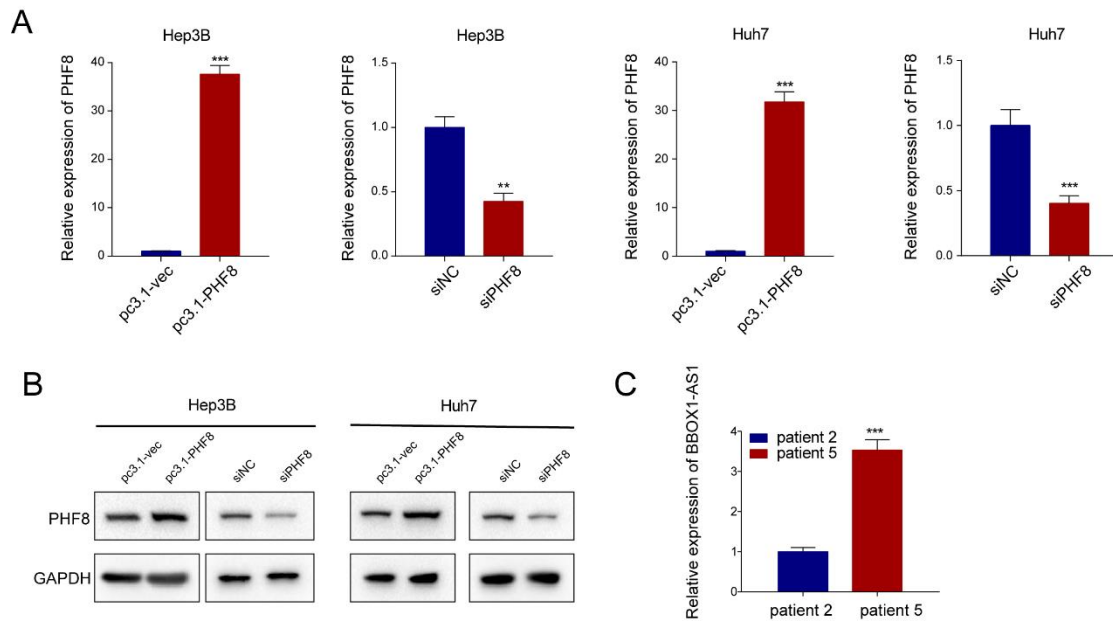 A
Hep3B
Relative expression of PHF8
40
30
20
10
0
***
pc3.1-vec
pc3.1-PHF8
Hep3B
Relative expression of PHF8
1.5
1.0
0.5
0.0
**
siNC
siPHF8
Huh7
Relative expression of PHF8
40
30
20
10
0
***
pc3.1-vec
pc3.1-PHF8
Huh7
Relative expression of PHF8
1.5
1.0
0.5
0.0
***
siNC
siPHF8
B
Hep3B
Huh7
pc3.1-vec
pc3.1-PHF8
siNC
siPHF8
pc3.1-vec
pc3.1-PHF8
siNC
siPHF8
PHF8
GAPDH
C
Relative expression of BBOX1-AS1
4
3
2
1
0
patient 2
patient 5
***
patient 2
patient 5